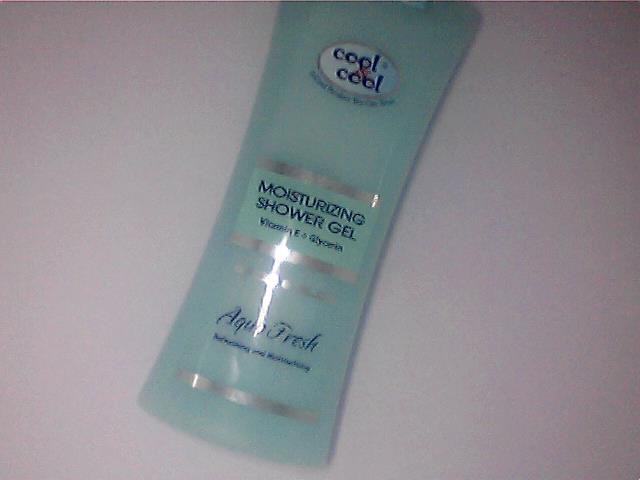 cool
&
cool
MOISTURIZING
SHOWER GEL
Vitamin E & Glycerin
Aqua Fresh
Refreshing and Moisturizing